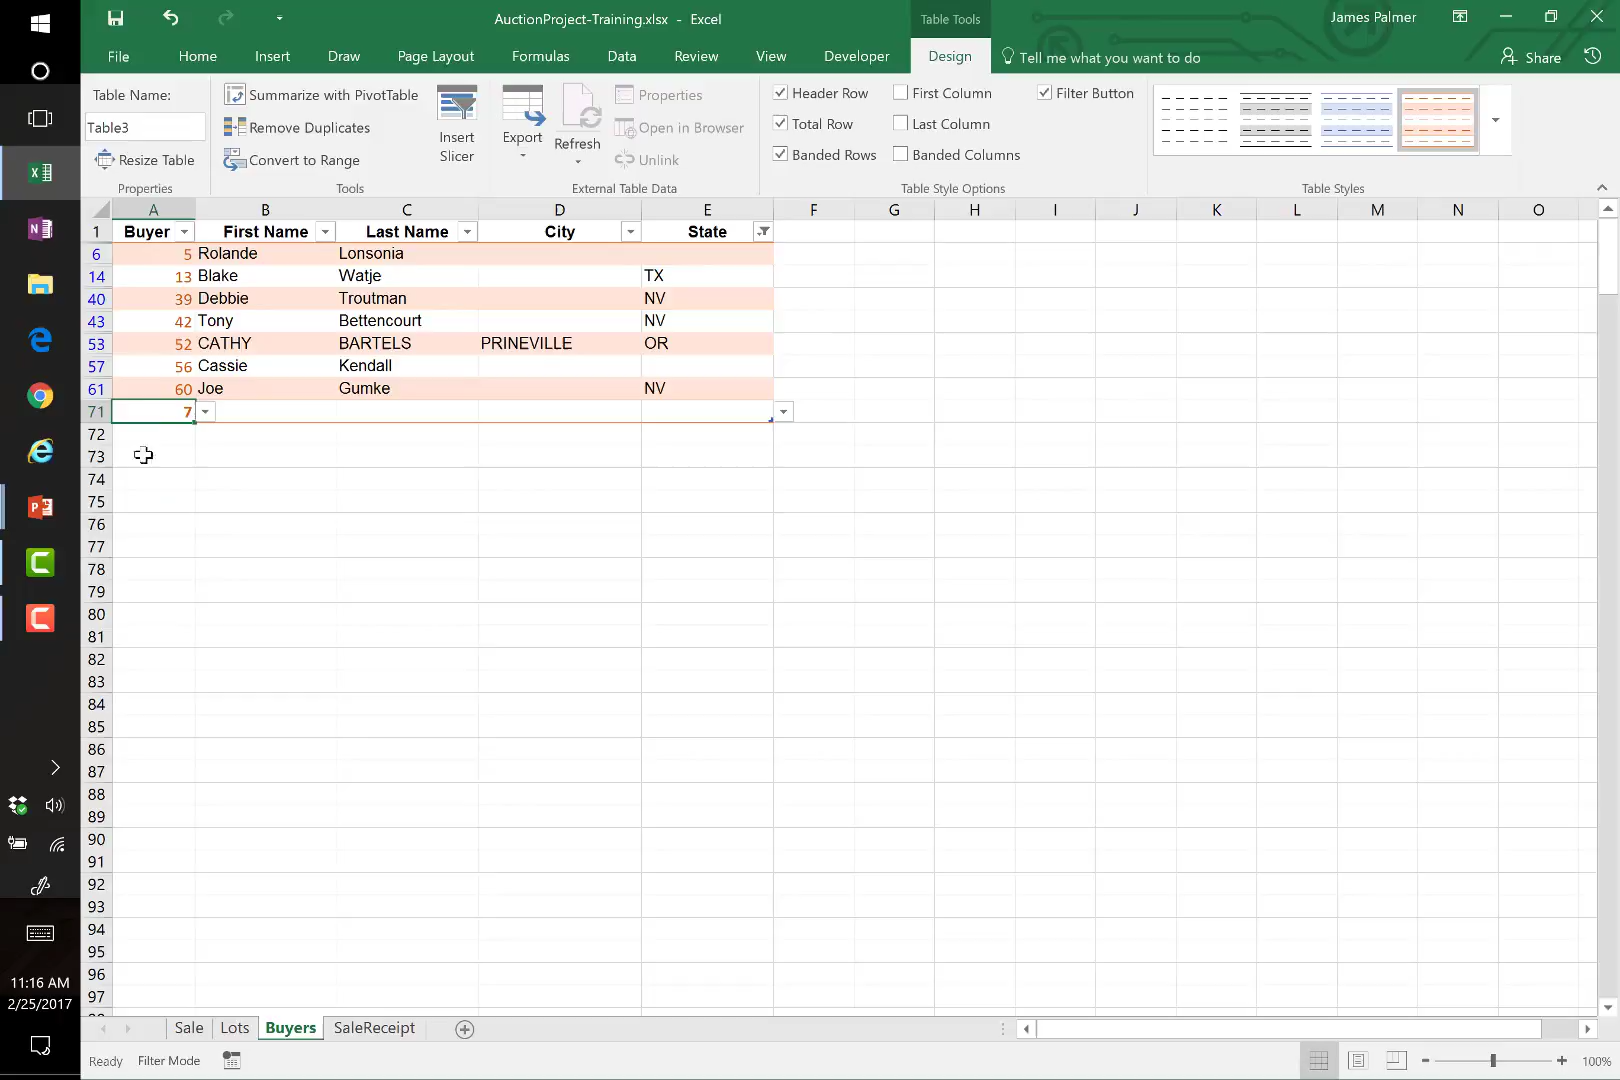 AuctionProject-Training.xlsx - Excel
Table Tools
James Palmer
File Home Insert Draw Page Layout Formulas Data Review View Developer Design Tell me what you want to do Share
Table Name:
Table3
Resize Table
Properties
Summarize with PivotTable
Remove Duplicates
Convert to Range
Tools
Insert
Slicer
Export
Refresh
Properties
Open in Browser
Unlink
External Table Data
Header Row First Column Filter Button
Total Row Last Column
Banded Rows Banded Columns
Table Style Options
Table Styles
A B C D E F G H I J K L M N O
1 Buyer First Name Last Name City State
6 5 Rolande Lonsonia
14 13 Blake Watje TX
40 39 Debbie Troutman NV
43 42 Tony Bettencourt NV
53 52 CATHY BARTELS PRINEVILLE OR
57 56 Cassie Kendall
61 60 Joe Gumke NV
71 7
72
73
74
75
76
77
78
79
80
81
82
83
84
85
86
87
88
89
90
91
92
93
94
95
96
97
Sale Lots Buyers SaleReceipt
Ready Filter Mode 100%
11:16 AM
2/25/2017